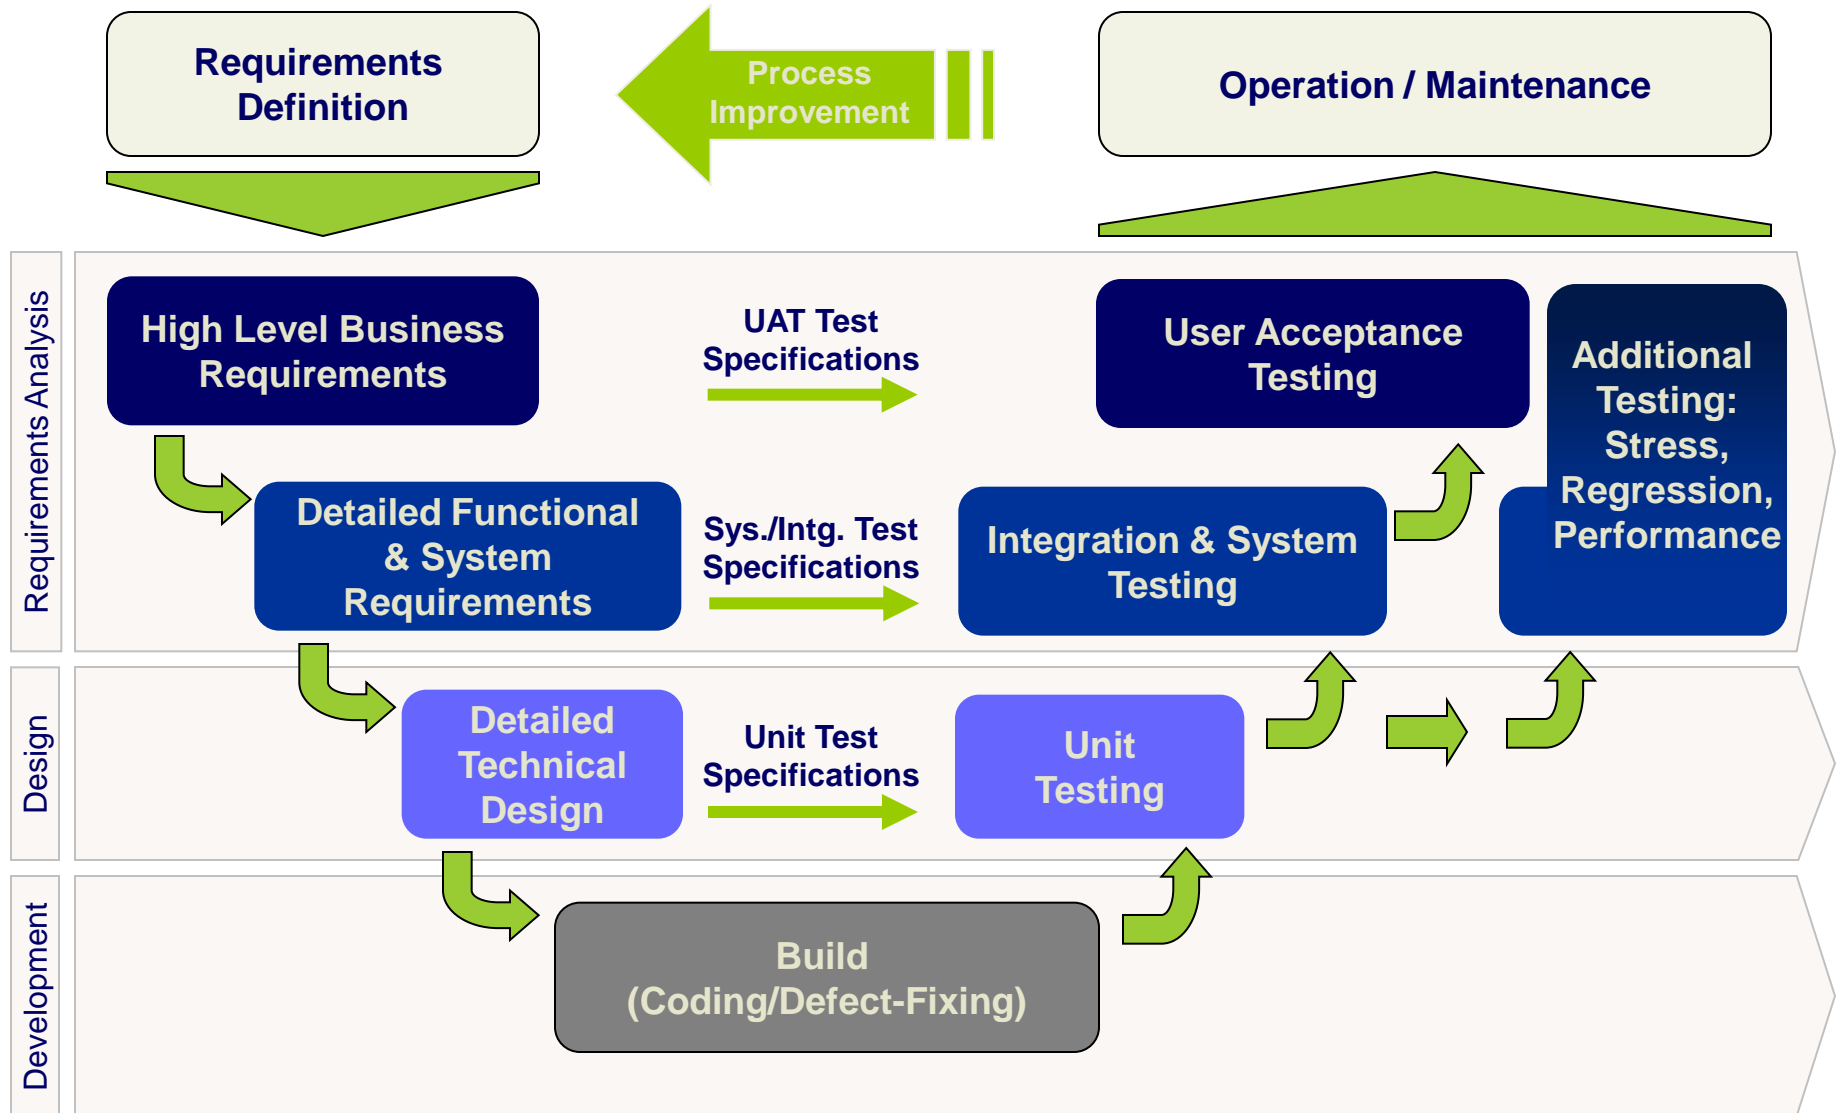 Requirements
Definition
Process
Improvement
Operation / Maintenance
Requirements Analysis
High Level Business
Requirements
UAT Test
Specifications
User Acceptance
Testing
Additional
Testing:
Stress,
Regression,
Performance
Detailed Functional
& System
Requirements
Sys./Intg. Test
Specifications
Integration & System
Testing
Design
Detailed
Technical
Design
Unit Test
Specifications
Unit
Testing
Development
Build
(Coding/Defect-Fixing)